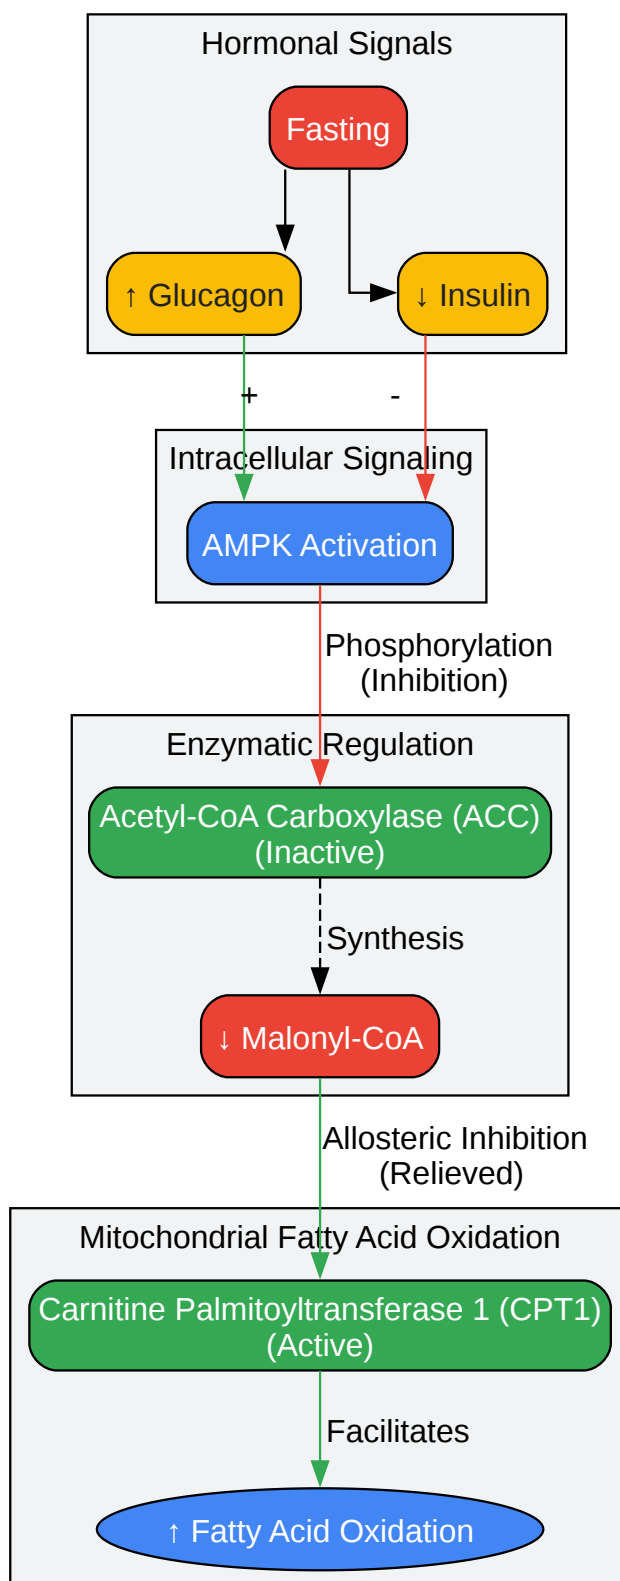 Hormonal Signals
Fasting
↑ Glucagon
↓ Insulin
+
-
Intracellular Signaling
AMPK Activation
Phosphorylation
(Inhibition)
Enzymatic Regulation
Acetyl-CoA Carboxylase (ACC)
(Inactive)
Synthesis
↓ Malonyl-CoA
Allosteric Inhibition
(Relieved)
Mitochondrial Fatty Acid Oxidation
Carnitine Palmitoyltransferase 1 (CPT1)
(Active)
Facilitates
↑ Fatty Acid Oxidation